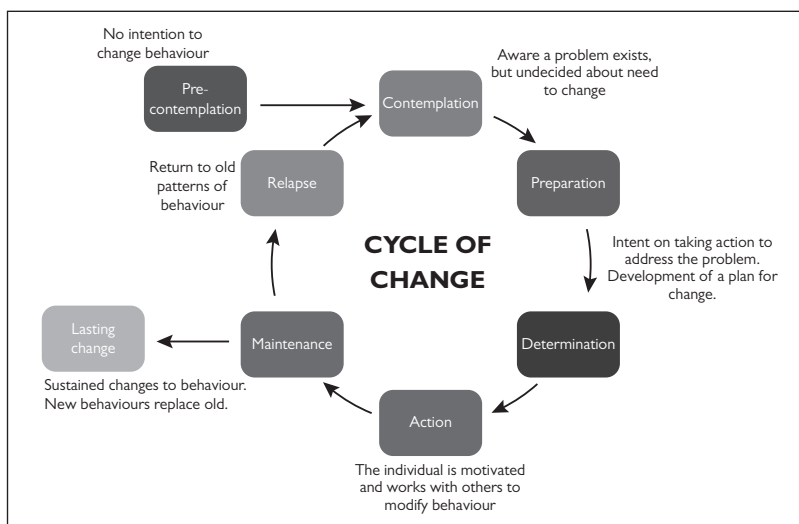 No intention to
change behaviour
Pre-
contemplation
Contemplation
Aware a problem exists,
but undecided about need
to change
Return to old
patterns of
behaviour
Relapse
Preparation
CYCLE OF
CHANGE
Intent on taking action to
address the problem.
Development of a plan for
change.
Lasting
change
Maintenance
Determination
Sustained changes to behaviour.
New behaviours replace old.
Action
The individual is motivated
and works with others to
modify behaviour